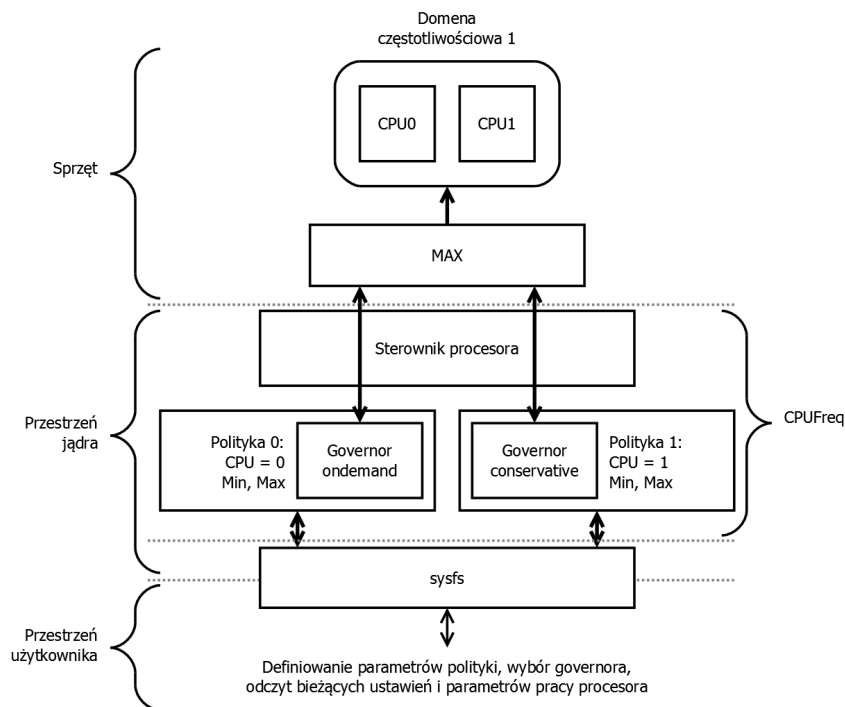 Domena
częstotliwościowa 1
CPU0
CPU1
Sprzęt
MAX
Sterownik procesora
Przestrzeń
jądra
Polityka 0:
CPU = 0
Min, Max
Governor
ondemand
Governor
conservative
Polityka 1:
CPU = 1
Min, Max
CPUFreq
sysfs
Przestrzeń
użytkownika
Definiowanie parametrów polityki, wybór governora,
odczyt bieżących ustawień i parametrów pracy procesora